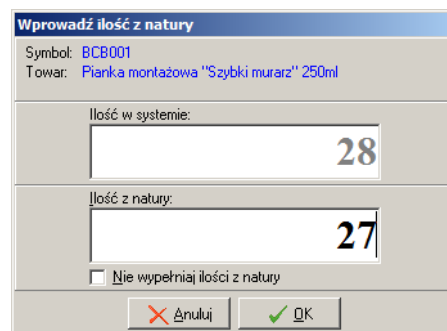 Wprowadź ilość z natury
Symbol: BCB001
Towar: Pianka montażowa "Szybki murarz" 250ml
Ilość w systemie:
28
Ilość z natury:
27
Nie wypełniaj ilości z natury
Anuluj OK